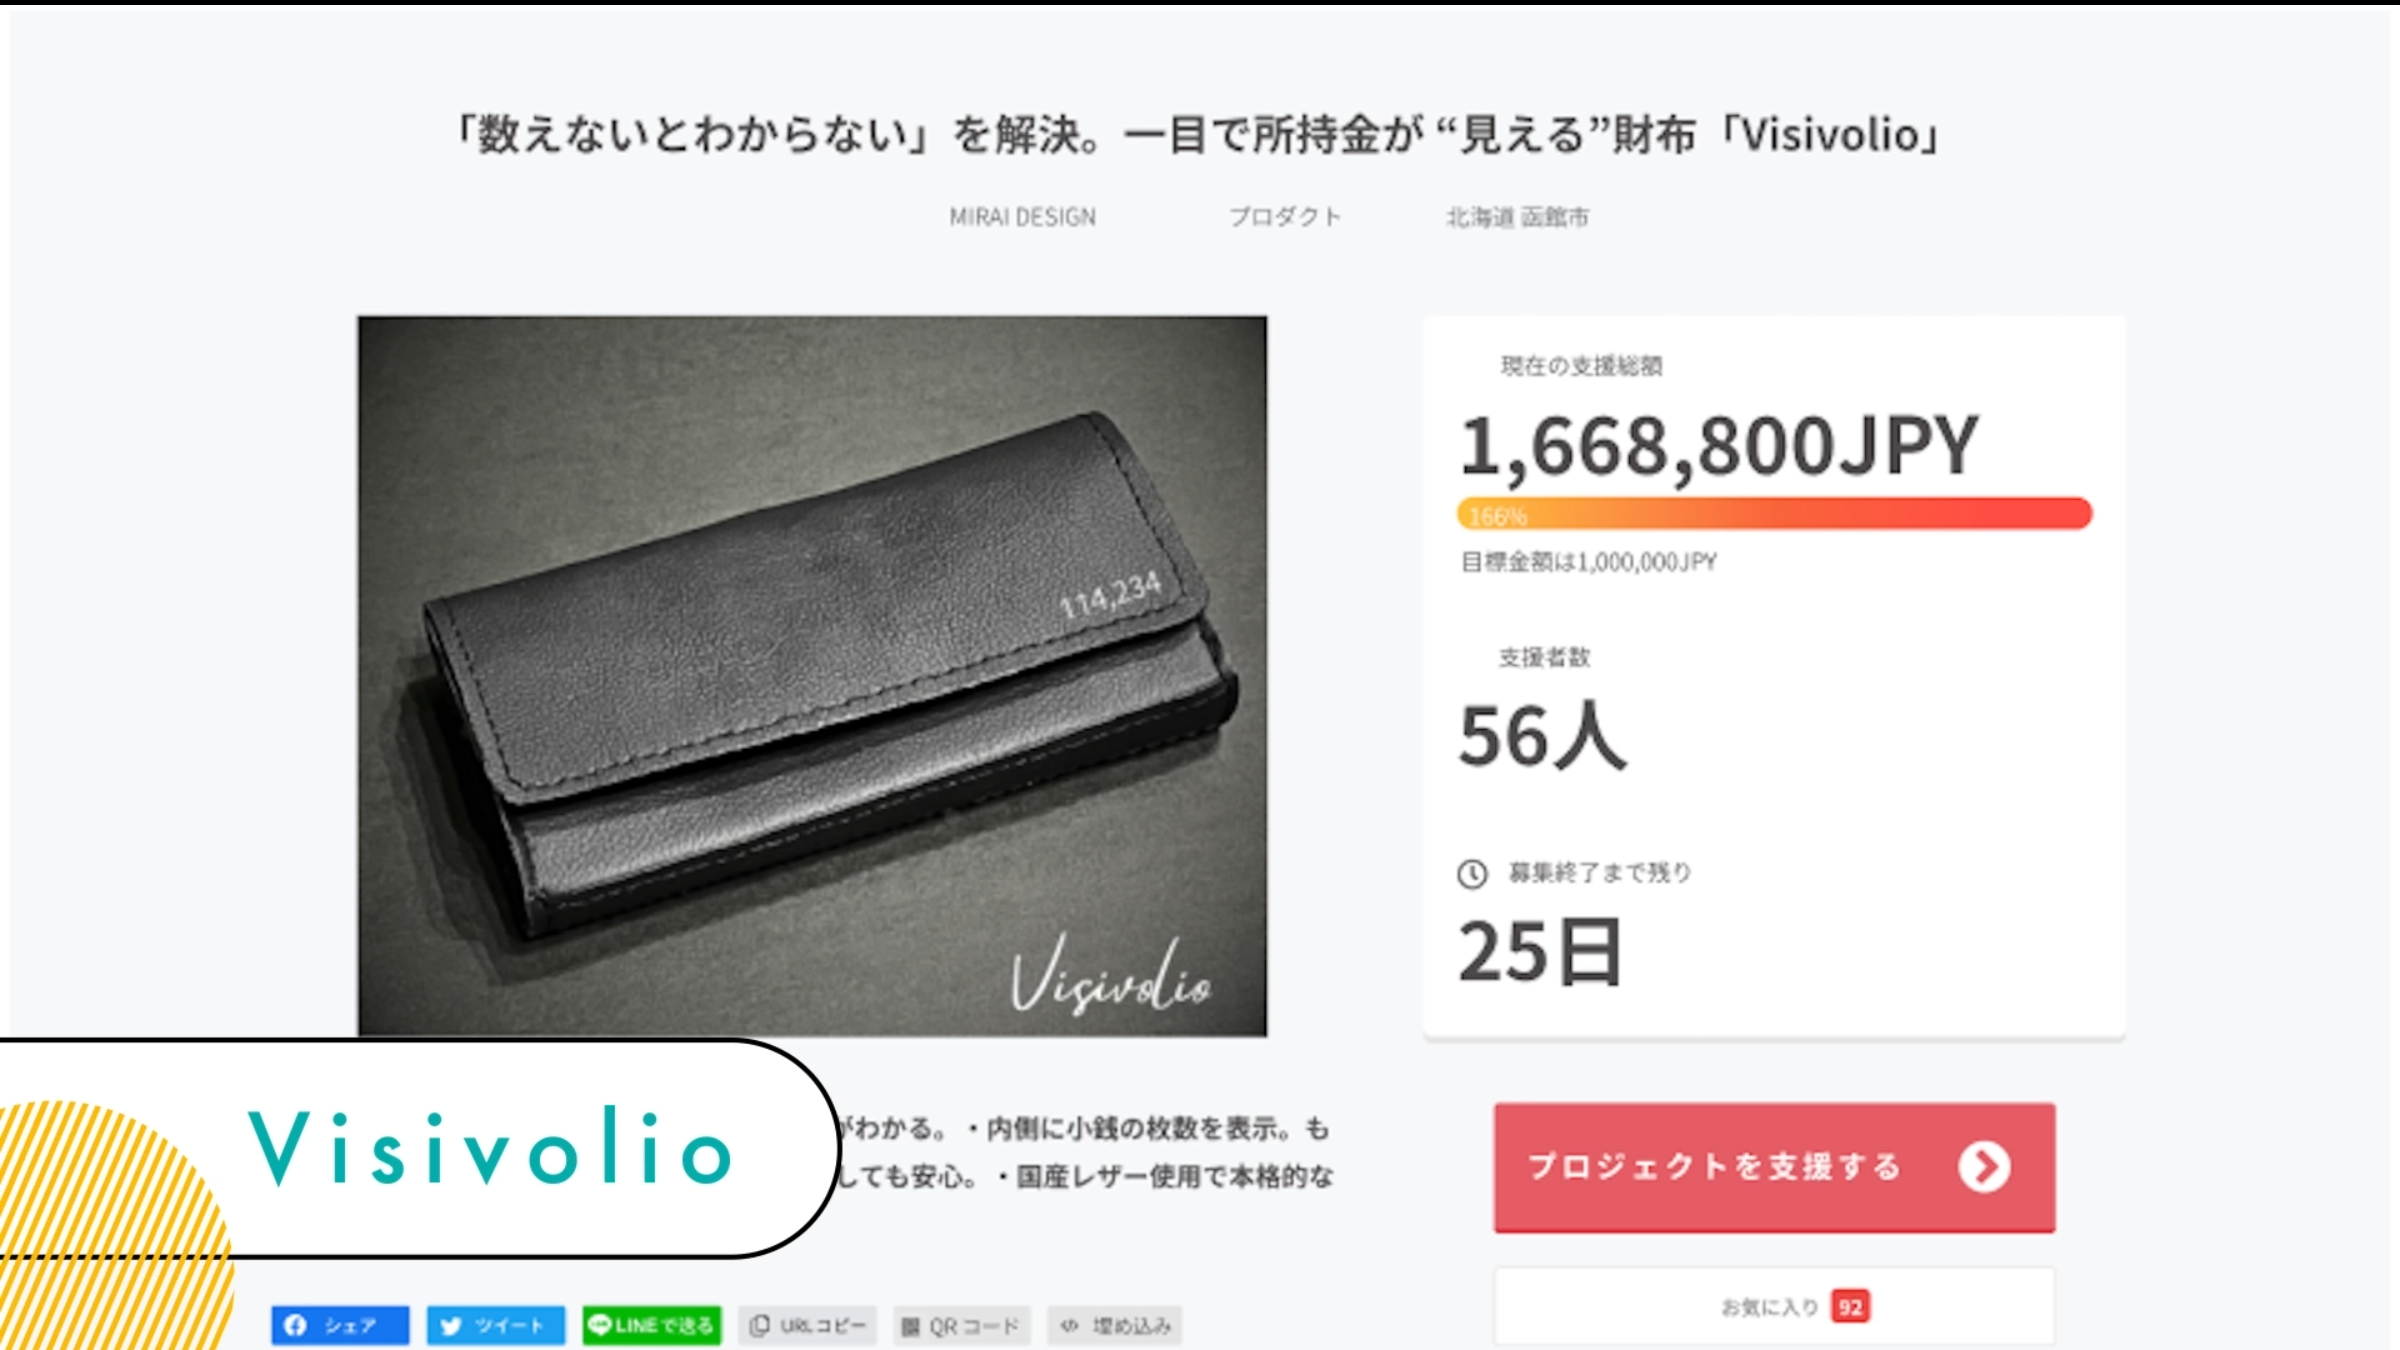 「数えないとわからない」を解決。一目で所持金が “見える”財布「Visivolio」
MIRAI DESIGN プロダクト 北海道 函館市
114,234
Visivolio
現在の支援総額
1,668,800JPY
166%
目標金額は1,000,000JPY
支援者数
56人
募集終了まで残り
25日
Visivolio
がわかる。・内側に小銭の枚数を表示。も
しても安心。・国産レザー使用で本格的な
プロジェクトを支援する
お気に入り 92
シェア ツイート LINEで送る URLコピー QRコード 埋め込み